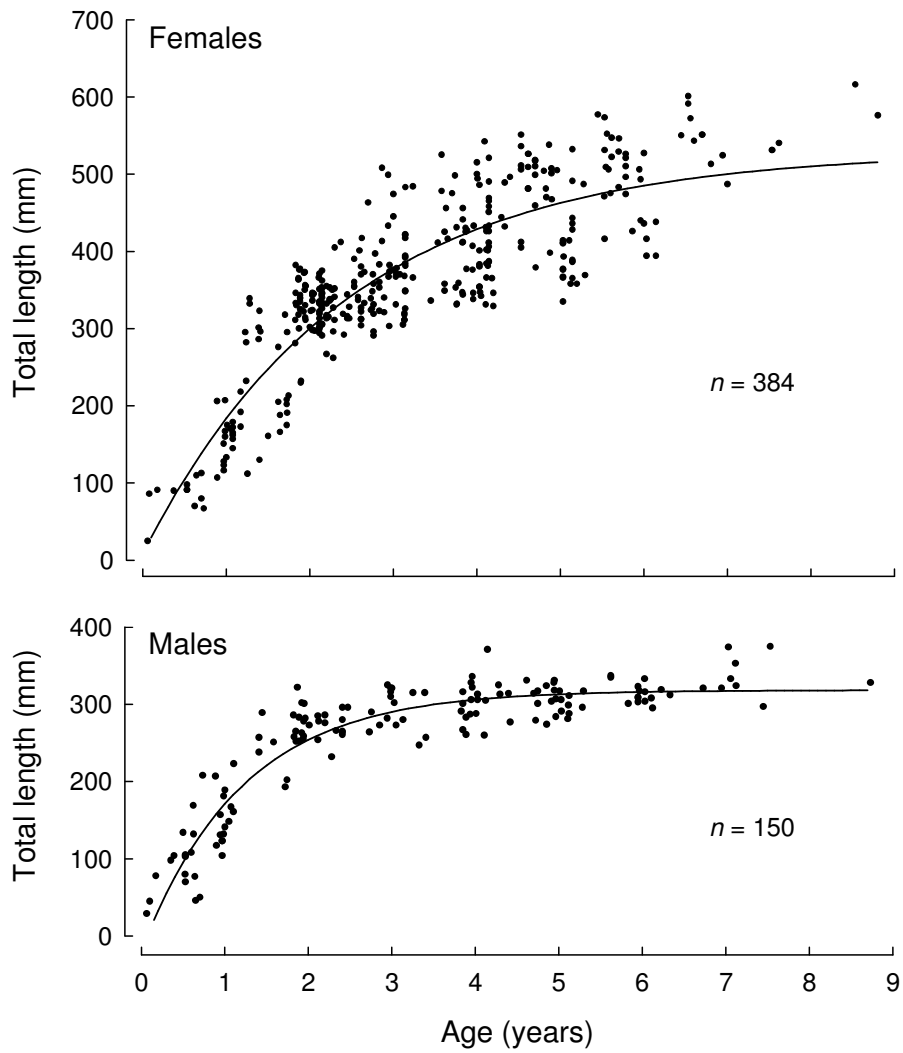 Females
Total length (mm)
700
600
500
400
300
200
100
0
n = 384
Males
Total length (mm)
400
300
200
100
0
n = 150
0 1 2 3 4 5 6 7 8 9
Age (years)